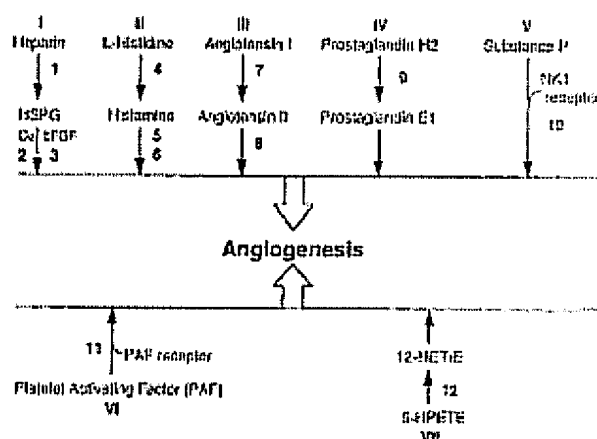 I II III IV V
Heparin L-Histidine Angiotensin I Prostaglandin H2 Substance P
1 4 7 9 NK1
receptor
HSPG Histamine Angiotensin II Prostaglandin E1 10
5 8
2 3 6
Angiogenesis
11 PAF receptor 12-HETrE
Platelet Activating Factor (PAF) 12
VI